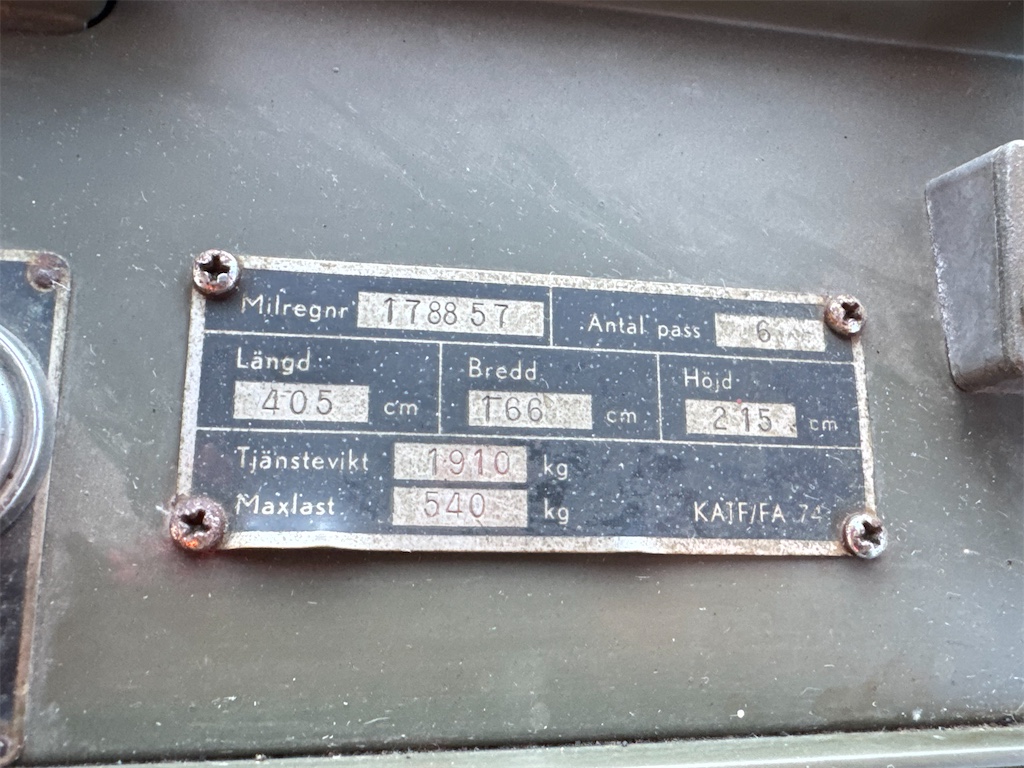 Milregnr 178857 Antal pass 6
Längd Bredd Höjd
405 cm 166 cm 215 cm
Tjänstevikt 1910 kg
Maxlast 540 kg KATF/FA 74